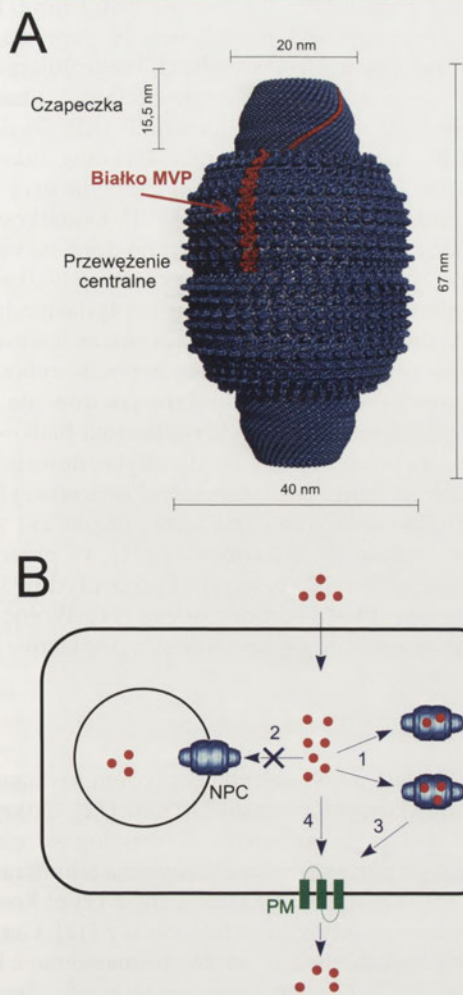 A
20 nm
Czapeczka
15,5 nm
Białko MVP
Przewężenie
centralne
67 nm
40 nm
B
2
NPC
1
3
4
PM